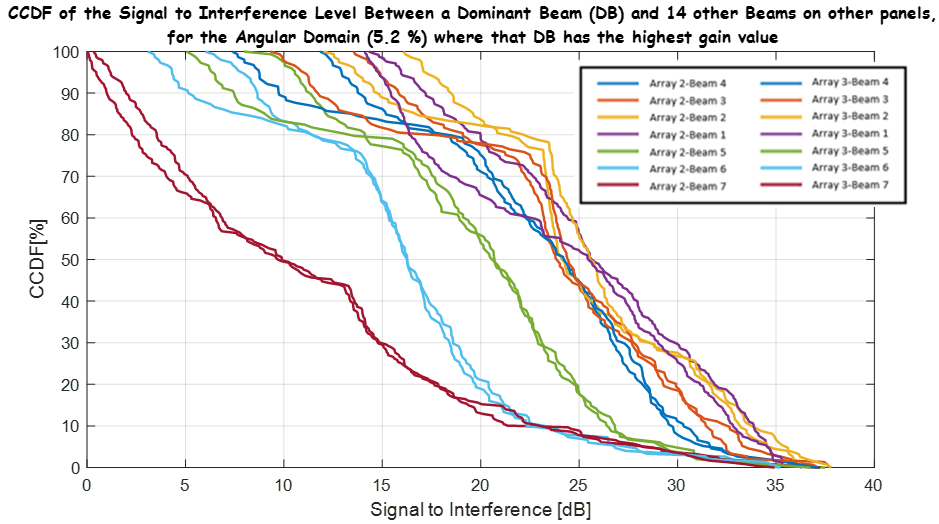 CCDF of the Signal to Interference Level Between a Dominant Beam (DB) and 14 other Beams on other panels,
for the Angular Domain (5.2 %) where that DB has the highest gain value
100
90
80
70
60
50
40
30
20
10
0
CCDF[%]
Array 2-Beam 4 Array 3-Beam 4
Array 2-Beam 3 Array 3-Beam 3
Array 2-Beam 2 Array 3-Beam 2
Array 2-Beam 1 Array 3-Beam 1
Array 2-Beam 5 Array 3-Beam 5
Array 2-Beam 6 Array 3-Beam 6
Array 2-Beam 7 Array 3-Beam 7
0 5 10 15 20 25 30 35 40
Signal to Interference [dB]